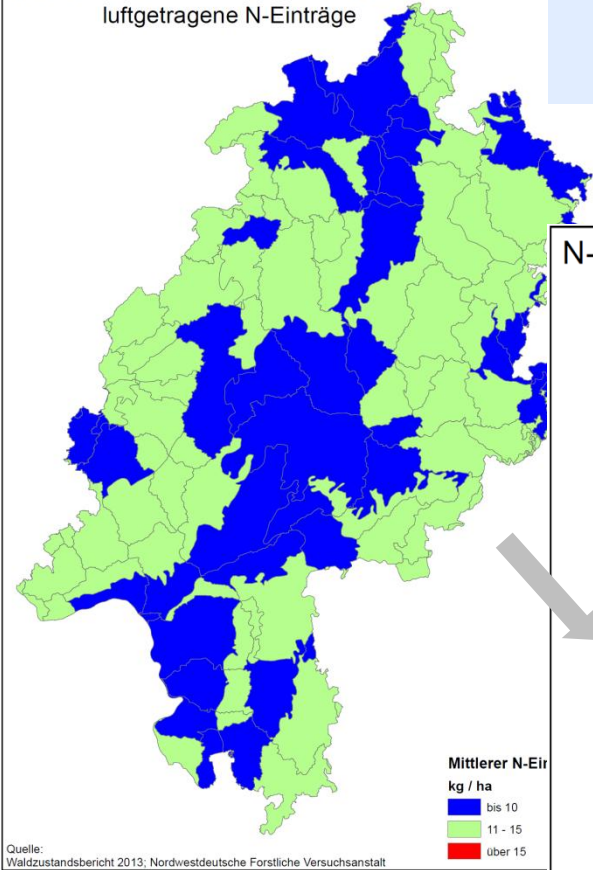 luftgetragene N-Einträge
N-
Mittlerer N-Ein
kg / ha
bis 10
11 - 15
über 15
Quelle:
Waldzustandsbericht 2013; Nordwestdeutsche Forstliche Versuchsanstalt